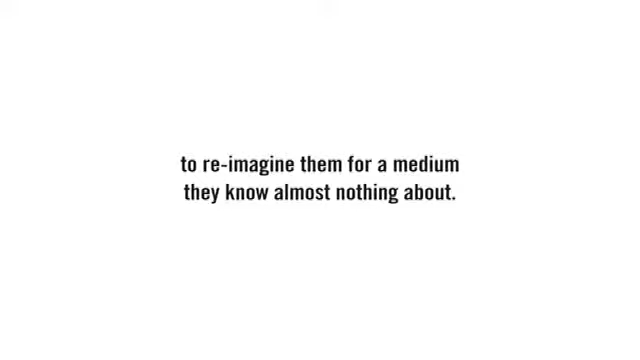 to re-imagine them for a medium
they know almost nothing about.